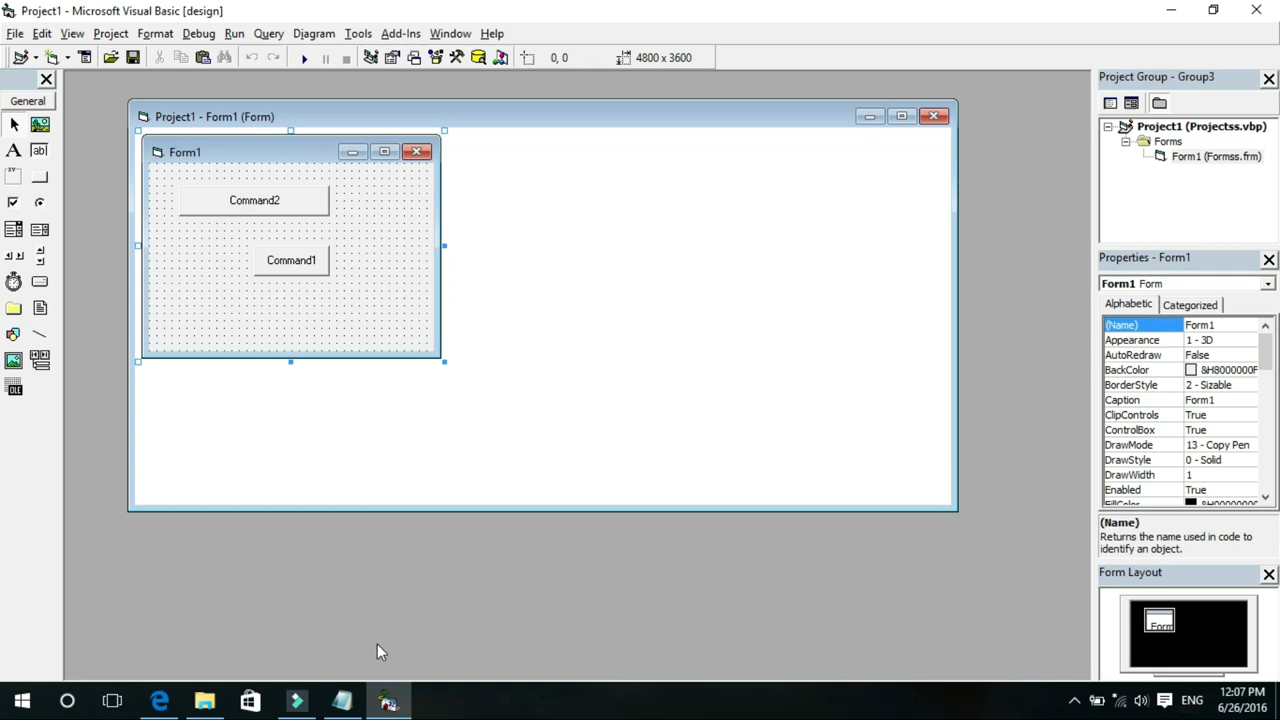 Project1 - Microsoft Visual Basic [design]
File Edit View Project Format Debug Run Query Diagram Tools Add-Ins Window Help
0, 0 4800 x 3600
General
A ab|
xy
OLE
Project1 - Form1 (Form)
Form1
Command2
Command1
Project Group - Group3
Project1 (Projectss.vbp)
Forms
Form1 (Formss.frm)
Properties - Form1
Form1 Form
Alphabetic Categorized
(Name) Form1
Appearance 1 - 3D
AutoRedraw False
BackColor &H8000000F
BorderStyle 2 - Sizable
Caption Form1
ClipControls True
ControlBox True
DrawMode 13 - Copy Pen
DrawStyle 0 - Solid
DrawWidth 1
Enabled True
FillColor &H0000000
(Name)
Returns the name used in code to
identify an object.
Form Layout
Form
ENG
12:07 PM
6/26/2016